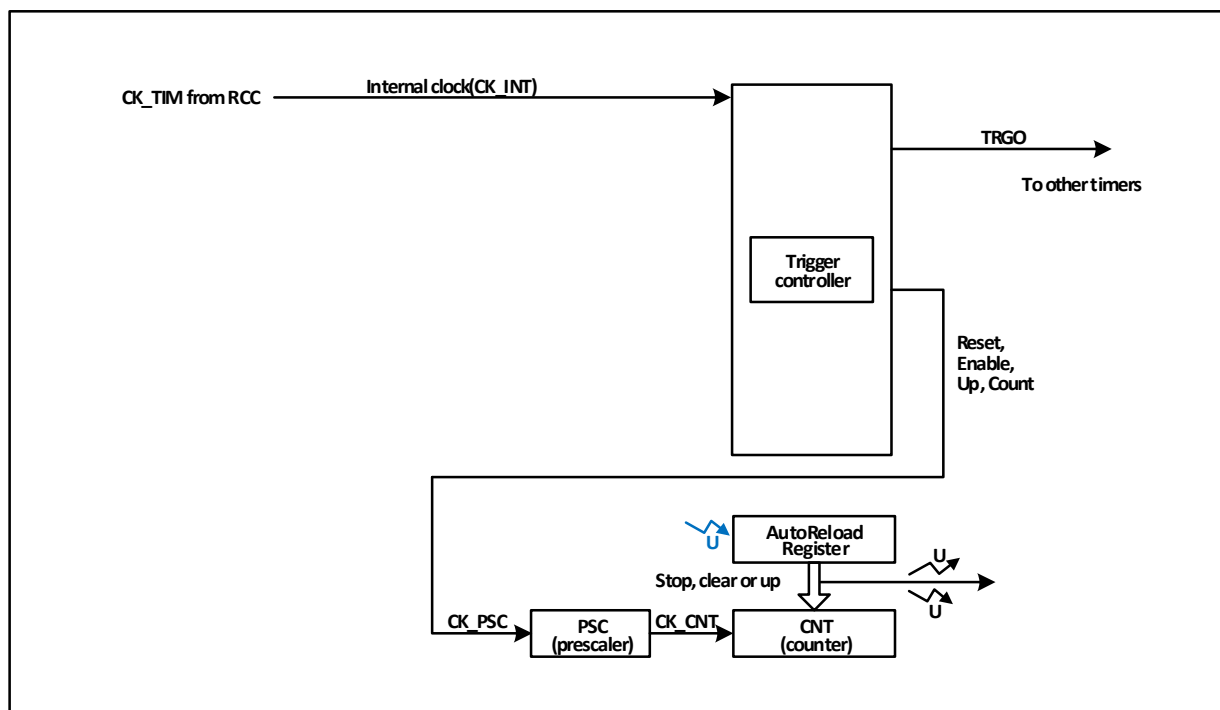 CK_TIM from RCC
Internal clock(CK_INT)
TRGO
To other timers
Trigger
controller
Reset,
Enable,
Up, Count
U
AutoReload
Register
Stop, clear or up
U
U
CK_PSC
PSC
(prescaler)
CK_CNT
CNT
(counter)